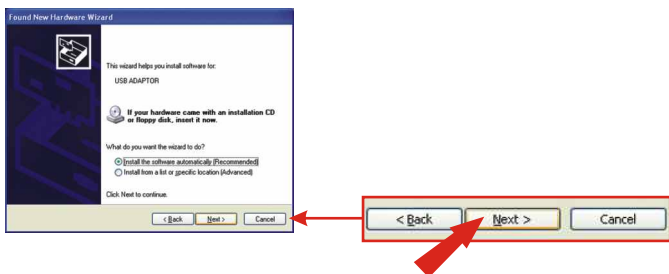 Found New Hardware Wizard
This wizard helps you install software for:
USB ADAPTOR
If your hardware came with an installation CD
or floppy disk, insert it now.
What do you want the wizard to do?
Install the software automatically (Recommended)
Install from a list or specific location (Advanced)
Click Next to continue.
< Back Next > Cancel
< Back Next > Cancel